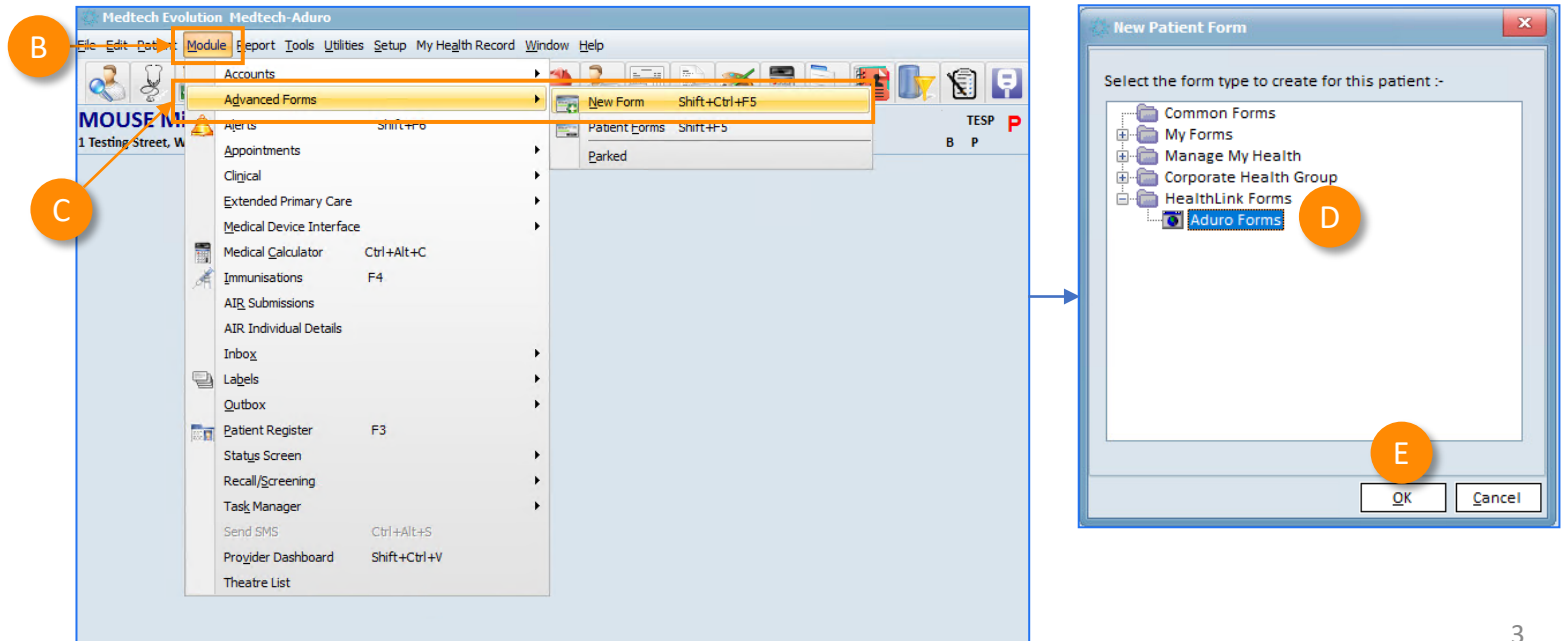 Medtech Evolution Medtech-Aduro
B
File Edit Patient Module Report Tools Utilities Setup My Health Record Window Help
C
MOUSE Mi
1 Testing Street, W
TESP P
B P
Accounts
Advanced Forms
Alerts Shift+F6
Appointments
Clinical
Extended Primary Care
Medical Device Interface
Medical Calculator Ctrl+Alt+C
Immunisations F4
AIR Submissions
AIR Individual Details
Inbox
Labels
Outbox
Patient Register F3
Status Screen
Recall/Screening
Task Manager
Send SMS Ctrl+Alt+S
Provider Dashboard Shift+Ctrl+V
Theatre List
New Form Shift+Ctrl+F5
Patient Forms Shift+F5
Parked
New Patient Form
Select the form type to create for this patient :-
Common Forms
My Forms
Manage My Health
Corporate Health Group
HealthLink Forms
Aduro Forms
D
E
OK Cancel
3